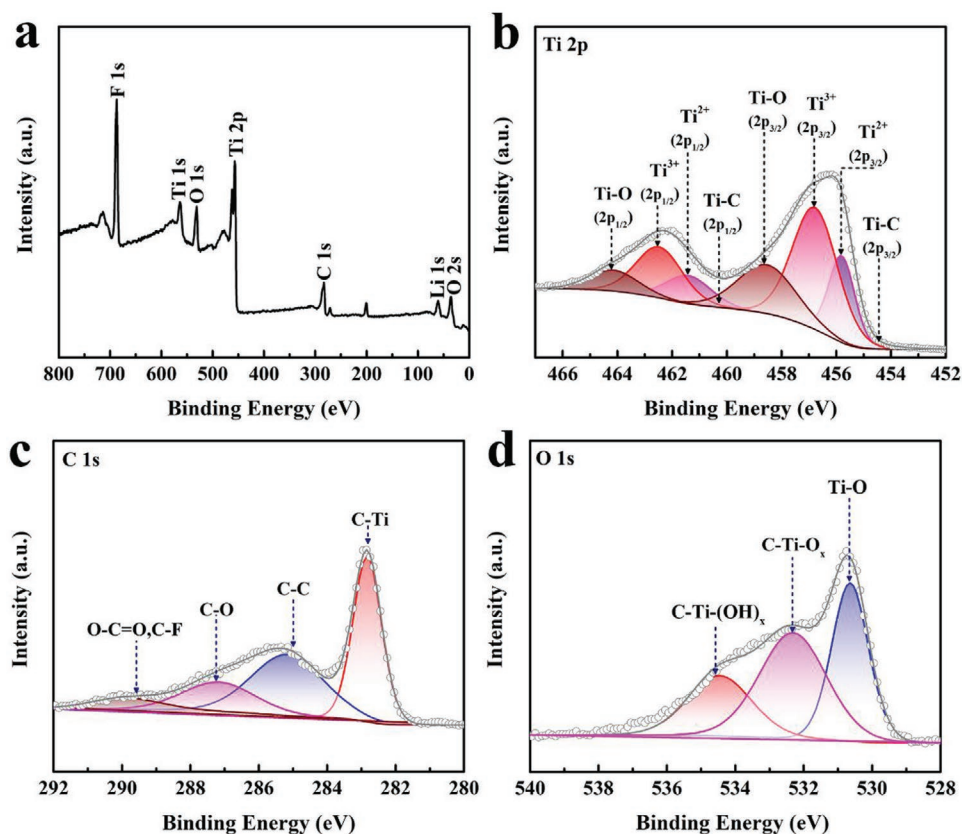 a
Intensity (a.u.)
F 1s
Ti 1s
O 1s
Ti 2p
C 1s
Li 1s
O 2s
800 700 600 500 400 300 200 100 0
Binding Energy (eV)
b
Ti 2p
Intensity (a.u.)
Ti-O
(2p1/2)
Ti3+
(2p1/2)
Ti2+
(2p1/2)
Ti-C
(2p1/2)
Ti-O
(2p3/2)
Ti3+
(2p3/2)
Ti2+
(2p3/2)
Ti-C
(2p3/2)
466 464 462 460 458 456 454 452
Binding Energy (eV)
c
C 1s
Intensity (a.u.)
O-C=O,C-F
C-O
C-C
C-Ti
292 290 288 286 284 282 280
Binding Energy (eV)
d
O 1s
Intensity (a.u.)
C-Ti-(OH)x
C-Ti-Ox
Ti-O
540 538 536 534 532 530 528
Binding Energy (eV)